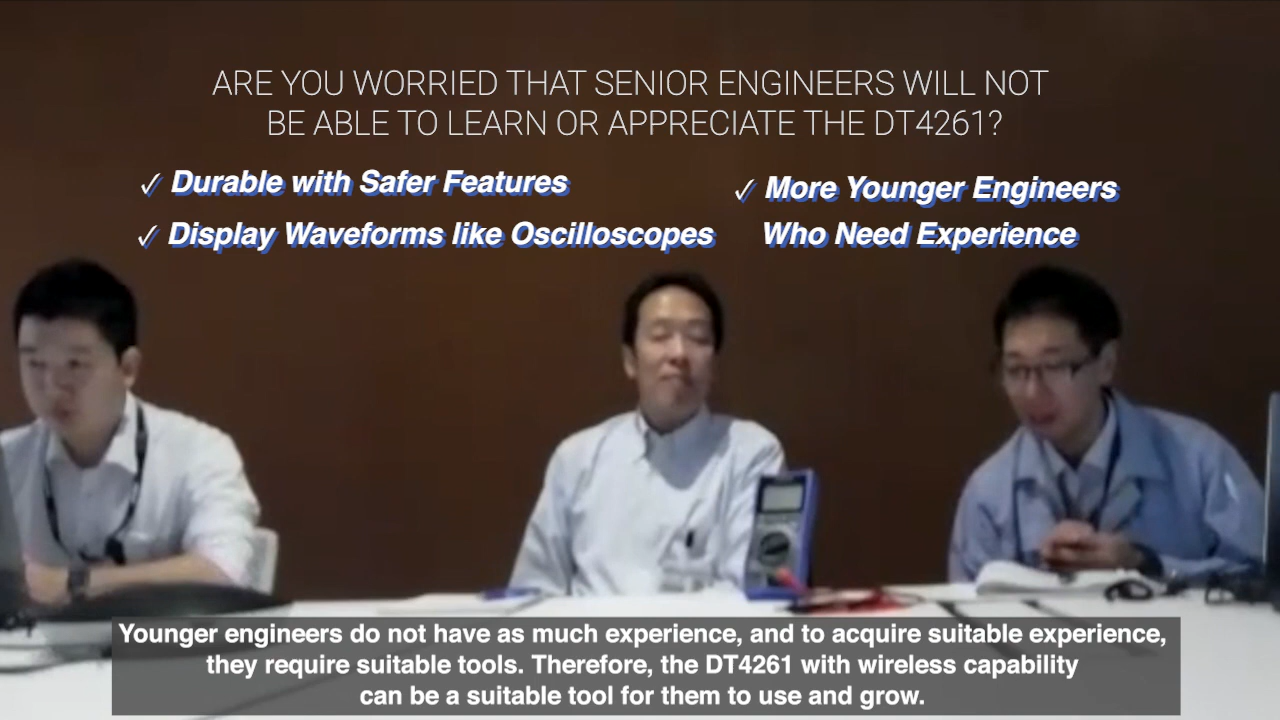 ARE YOU WORRIED THAT SENIOR ENGINEERS WILL NOT
BE ABLE TO LEARN OR APPRECIATE THE DT4261?
✓ Durable with Safer Features
✓ Display Waveforms like Oscilloscopes
✓ More Younger Engineers
Who Need Experience
Younger engineers do not have as much experience, and to acquire suitable experience,
they require suitable tools. Therefore, the DT4261 with wireless capability
can be a suitable tool for them to use and grow.